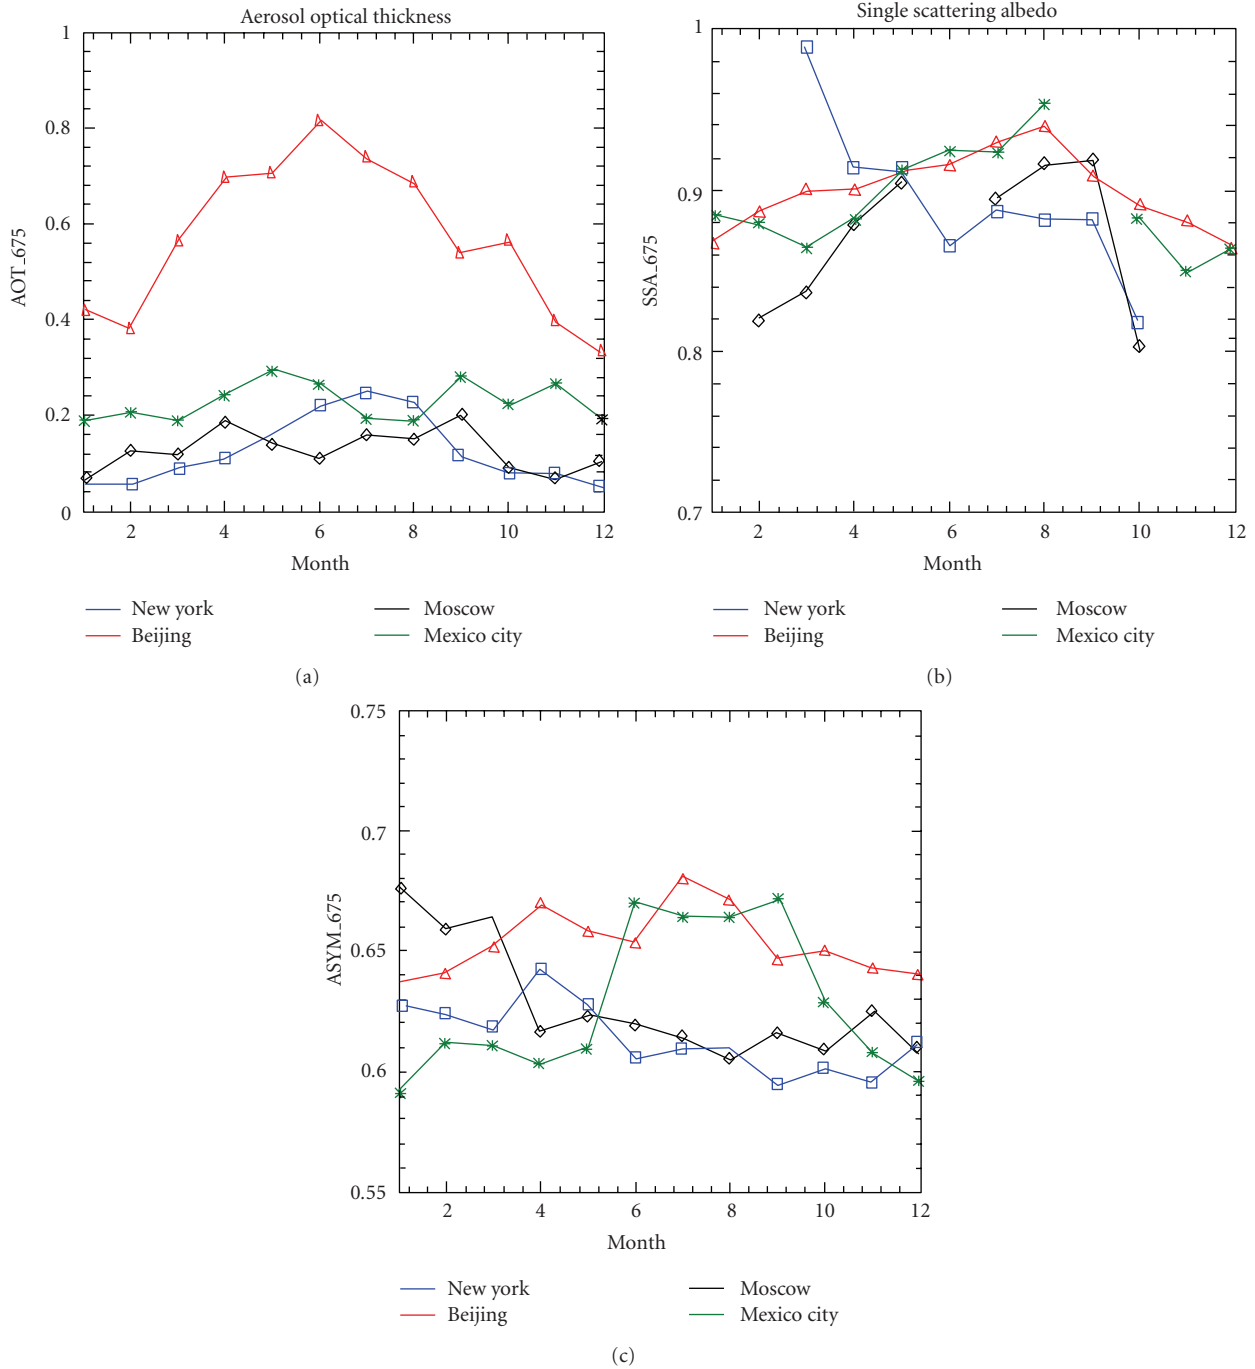 Aerosol optical thickness
1
0.8
0.6
0.4
0.2
0
AOT_675
2 4 6 8 10 12
Month
New york Moscow
Beijing Mexico city
(a)
Single scattering albedo
1
0.9
0.8
0.7
SSA_675
2 4 6 8 10 12
Month
New york Moscow
Beijing Mexico city
(b)
0.75
0.7
0.65
0.6
0.55
ASYM_675
2 4 6 8 10 12
Month
New york Moscow
Beijing Mexico city
(c)